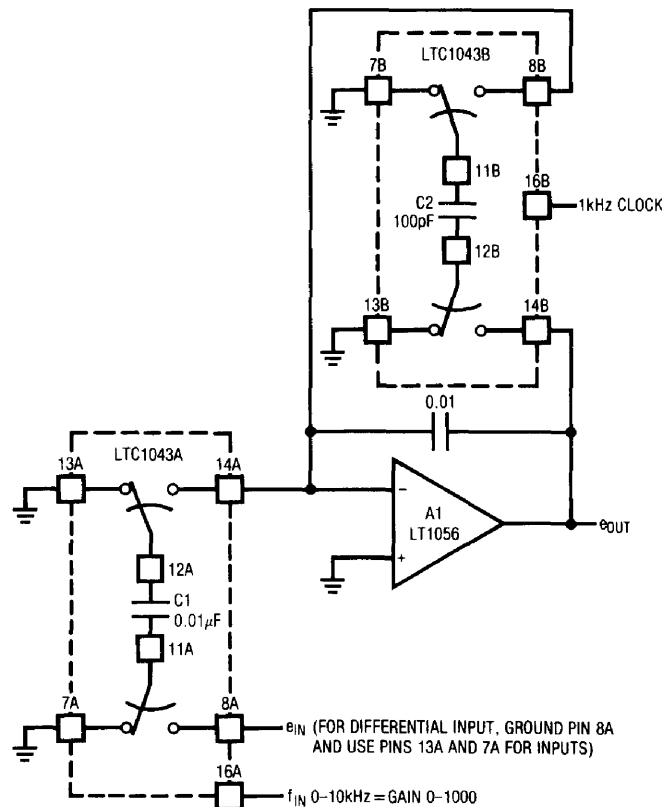 LTC1043B
7B
8B
11B
16B
1kHz CLOCK
C2
100pF
12B
13B
14B
0.01
LTC1043A
13A
14A
−
A1
LT1056
+
eOUT
12A
C1
0.01µF
11A
7A
8A
eIN (FOR DIFFERENTIAL INPUT, GROUND PIN 8A
AND USE PINS 13A AND 7A FOR INPUTS)
16A
fIN 0–10kHz = GAIN 0–1000